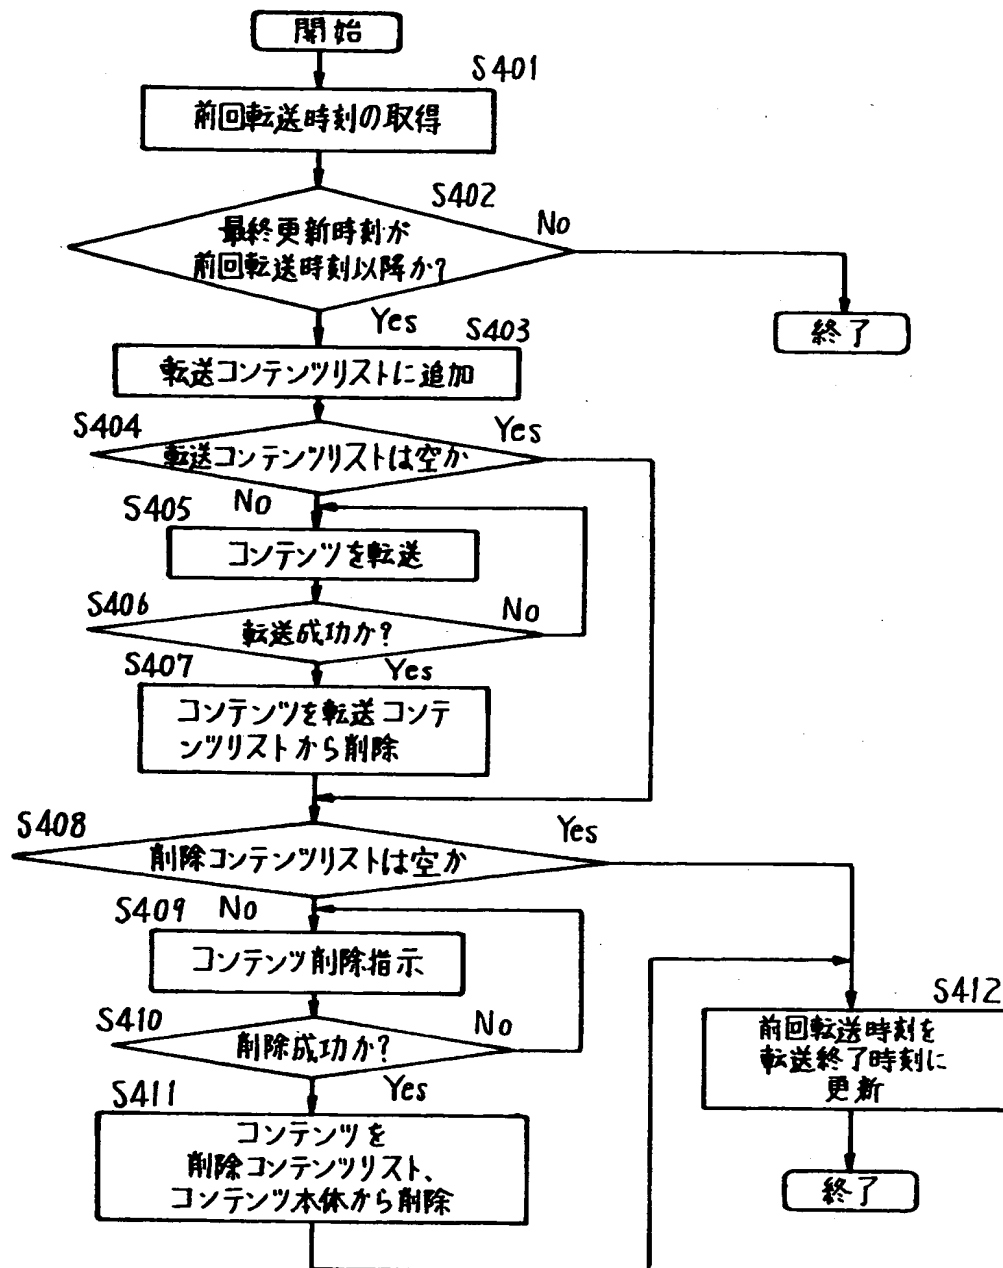 開始
S401
前回転送時刻の取得
S402
最終更新時刻が
前回転送時刻以降か?
No
終了
Yes
S403
転送コンテンツリストに追加
S404
Yes
転送コンテンツリストは空か
No
S405
コンテンツを転送
S406
No
転送成功か?
S407
Yes
コンテンツを転送コンテ
ンツリストから削除
S408
Yes
削除コンテンツリストは空か
S409
No
コンテンツ削除指示
S410
No
削除成功か?
S411
Yes
コンテンツを
削除コンテンツリスト、
コンテンツ本体から削除
S412
前回転送時刻を
転送終了時刻に
更新
終了